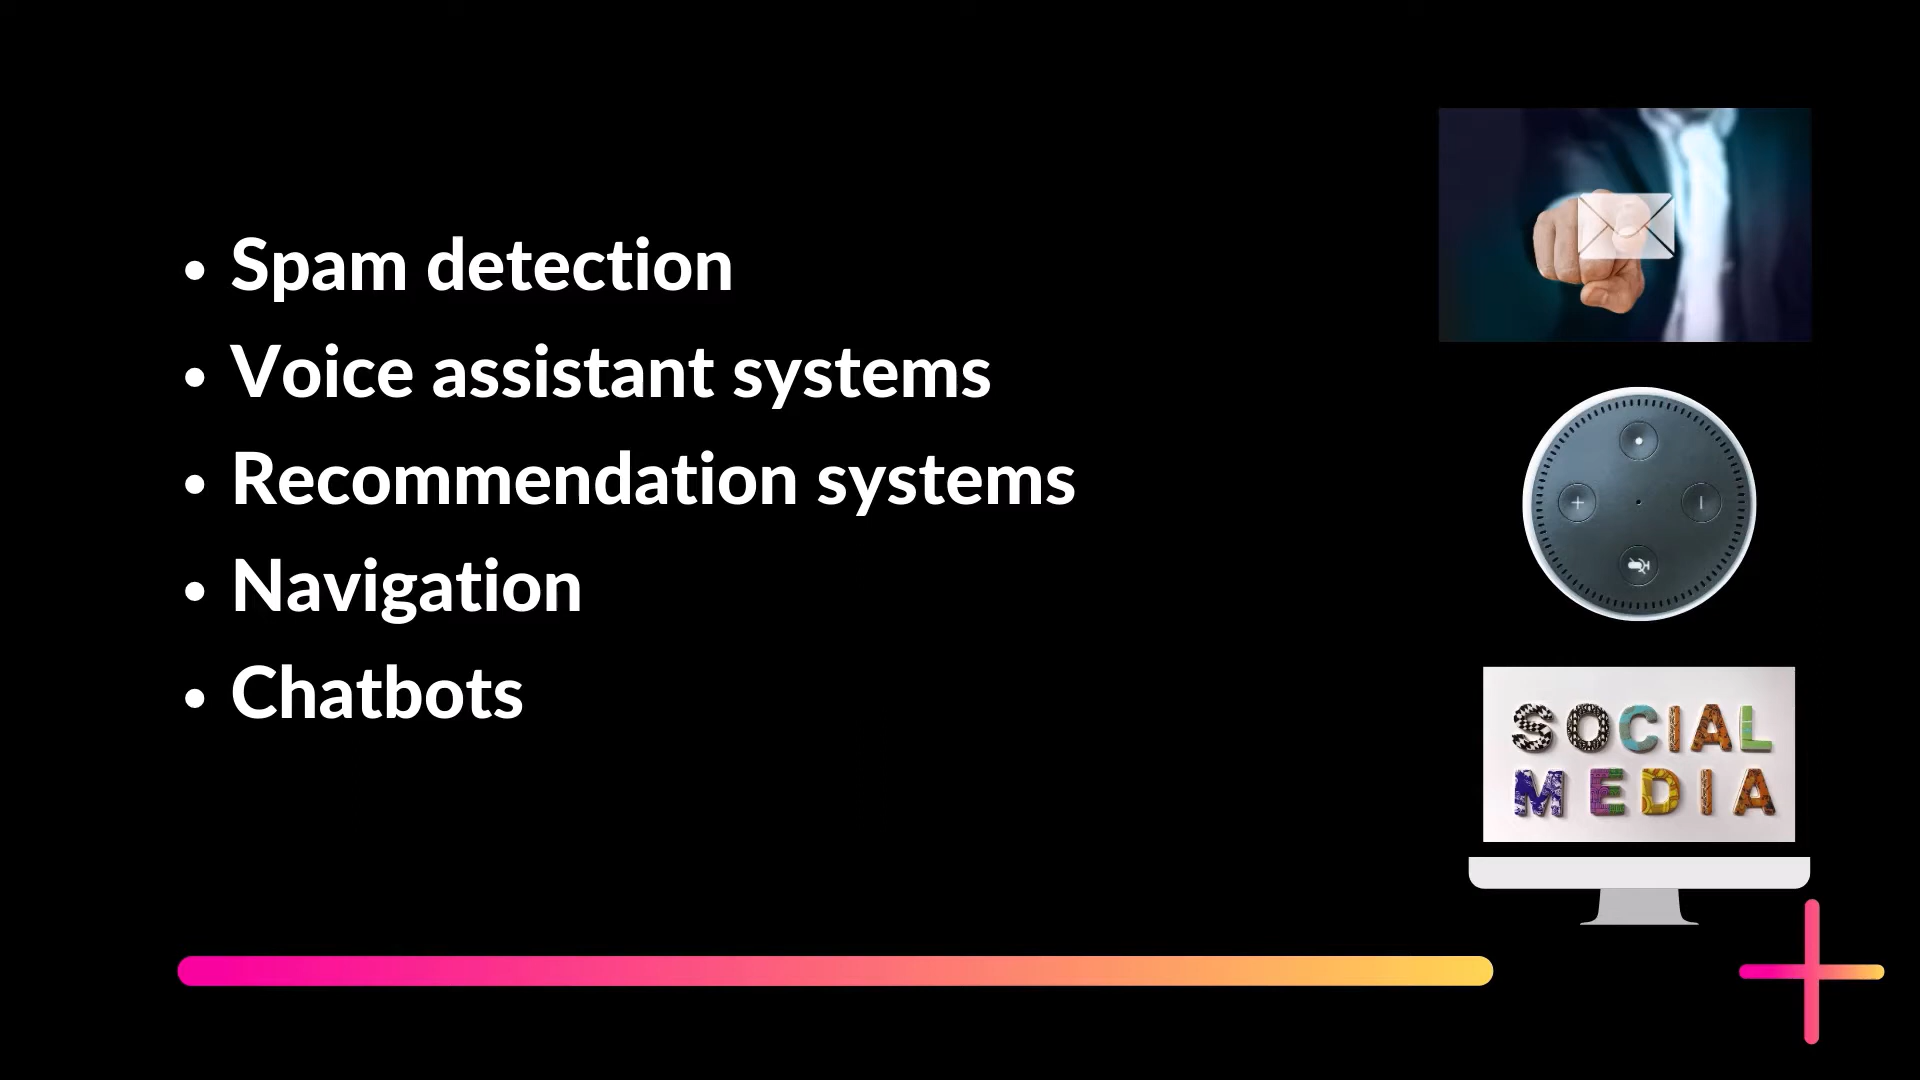 • Spam detection
• Voice assistant systems
• Recommendation systems
• Navigation
• Chatbots
SOCIAL
MEDIA